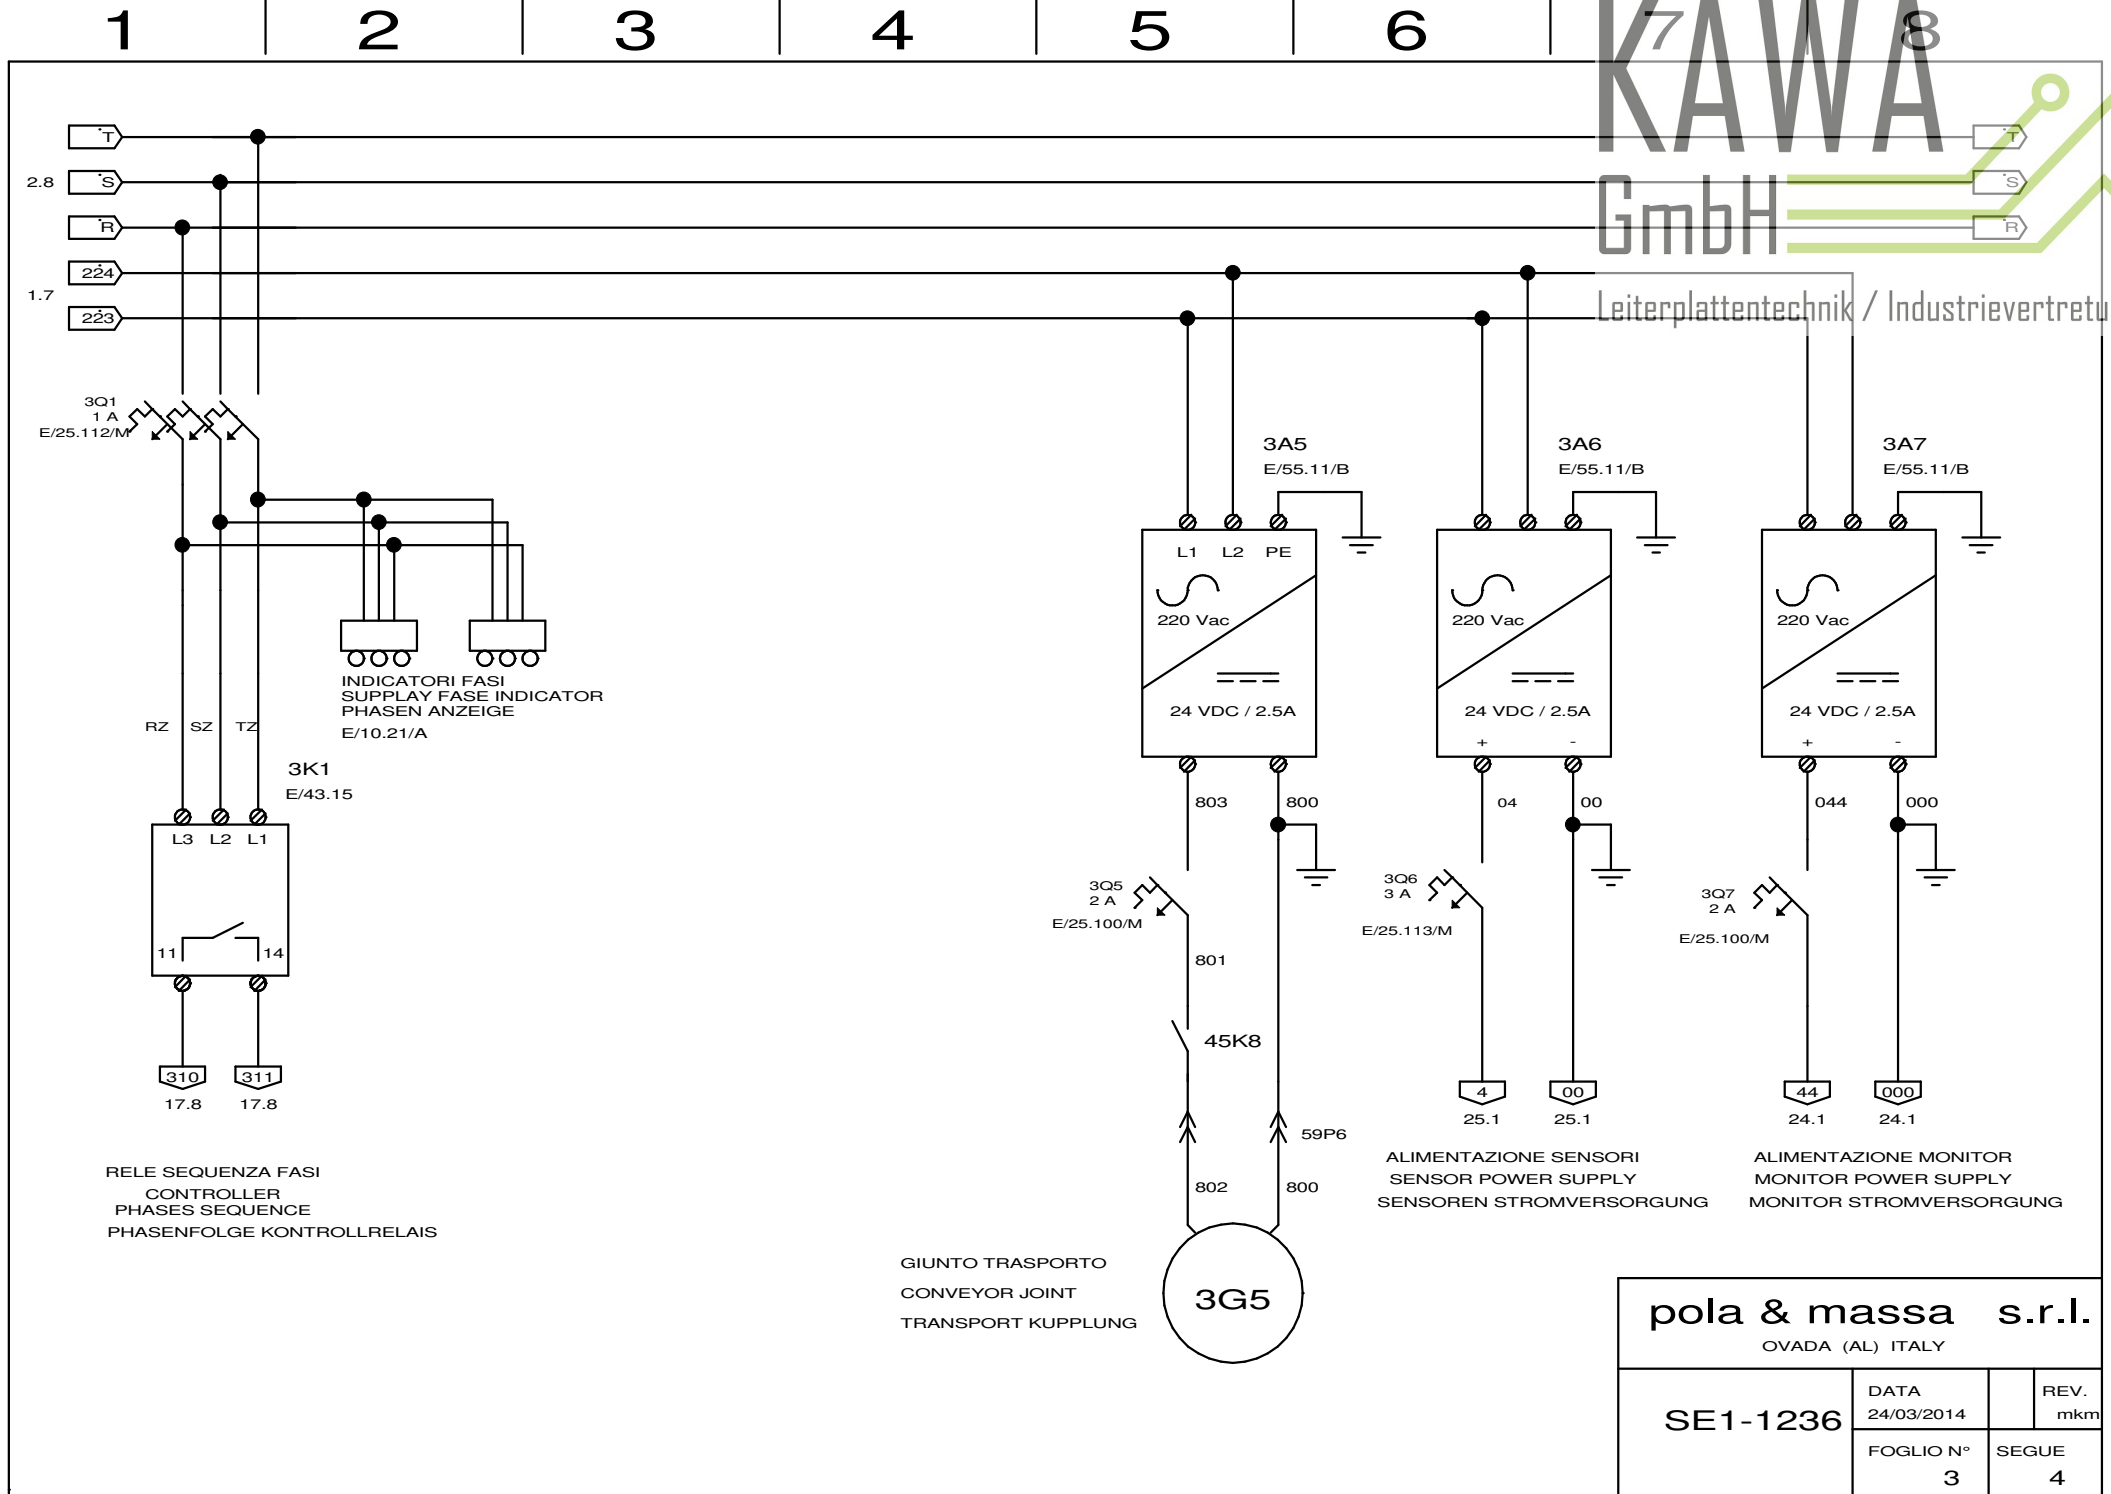 1 2 3 4 5 6 7 8
KAWA
GmbH
Leiterplattentechnik / Industrievertretu
T T
2.8 S S
R R
224
1.7
223
3Q1
1 A
E/25.112/M
3A5
E/55.11/B
3A6
E/55.11/B
3A7
E/55.11/B
L1 L2 PE
220 Vac
24 VDC / 2.5A
220 Vac
24 VDC / 2.5A
+ -
220 Vac
24 VDC / 2.5A
+ -
INDICATORI FASI
SUPPLAY FASE INDICATOR
PHASEN ANZEIGE
E/10.21/A
RZ SZ TZ
3K1
E/43.15
L3 L2 L1
11 14
310 311
17.8 17.8
RELE SEQUENZA FASI
CONTROLLER
PHASES SEQUENCE
PHASENFOLGE KONTROLLRELAIS
803 800
3Q5
2 A
E/25.100/M
801
45K8
59P6
802 800
3G5
GIUNTO TRASPORTO
CONVEYOR JOINT
TRANSPORT KUPPLUNG
04 00
3Q6
3 A
E/25.113/M
4 00
25.1 25.1
ALIMENTAZIONE SENSORI
SENSOR POWER SUPPLY
SENSOREN STROMVERSORGUNG
044 000
3Q7
2 A
E/25.100/M
44 000
24.1 24.1
ALIMENTAZIONE MONITOR
MONITOR POWER SUPPLY
MONITOR STROMVERSORGUNG
pola & massa s.r.l.
OVADA (AL) ITALY
SE1-1236
DATA
24/03/2014
REV.
mkm
FOGLIO N°
3
SEGUE
4